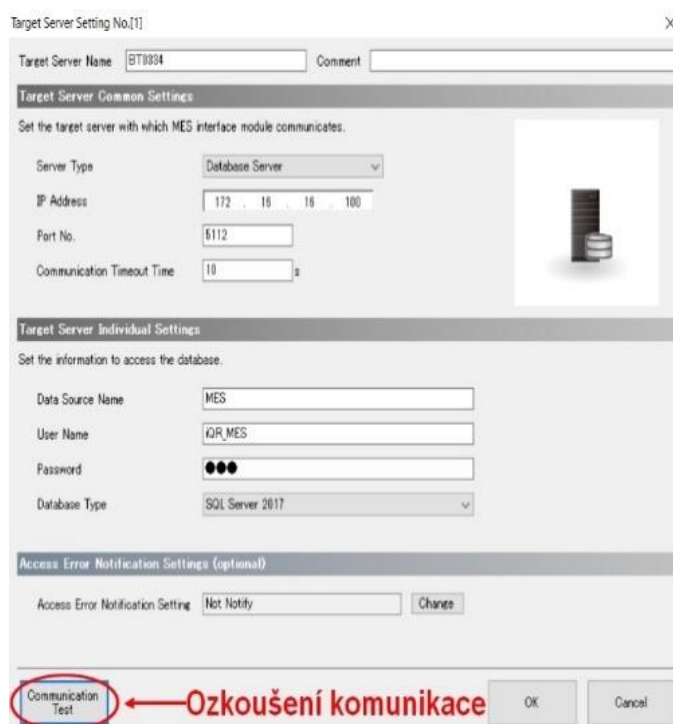 Target Server Setting No.[1]
Target Server Name BT0334 Comment
Target Server Common Settings
Set the target server with which MES interface module communicates.
Server Type Database Server
IP Address 172 . 16 . 16 . 100
Port No. 5112
Communication Timeout Time 10 s
Target Server Individual Settings
Set the information to access the database.
Data Source Name MES
User Name iQR_MES
Password ●●●
Database Type SQL Server 2017
Access Error Notification Settings (optional)
Access Error Notification Setting Not Notify Change
Communication
Test
Ozkoušení komunikace
OK Cancel